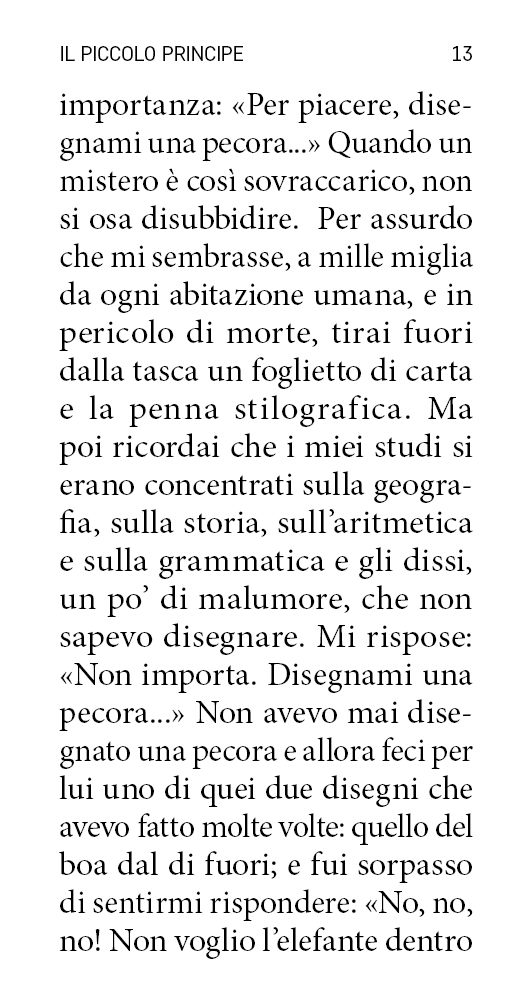 IL PICCOLO PRINCIPE 13
importanza: «Per piacere, dise-
gnami una pecora...» Quando un
mistero è così sovraccarico, non
si osa disubbidire.  Per assurdo
che mi sembrasse, a mille miglia
da ogni abitazione umana, e in
pericolo di morte, tirai fuori
dalla tasca un foglietto di carta
e la penna stilografica. Ma
poi ricordai che i miei studi si
erano concentrati sulla geogra-
fia, sulla storia, sull’aritmetica
e sulla grammatica e gli dissi,
un po’ di malumore, che non
sapevo disegnare. Mi rispose:
«Non importa. Disegnami una
pecora...» Non avevo mai dise-
gnato una pecora e allora feci per
lui uno di quei due disegni che
avevo fatto molte volte: quello del
boa dal di fuori; e fui sorpasso
di sentirmi rispondere: «No, no,
no! Non voglio l’elefante dentro